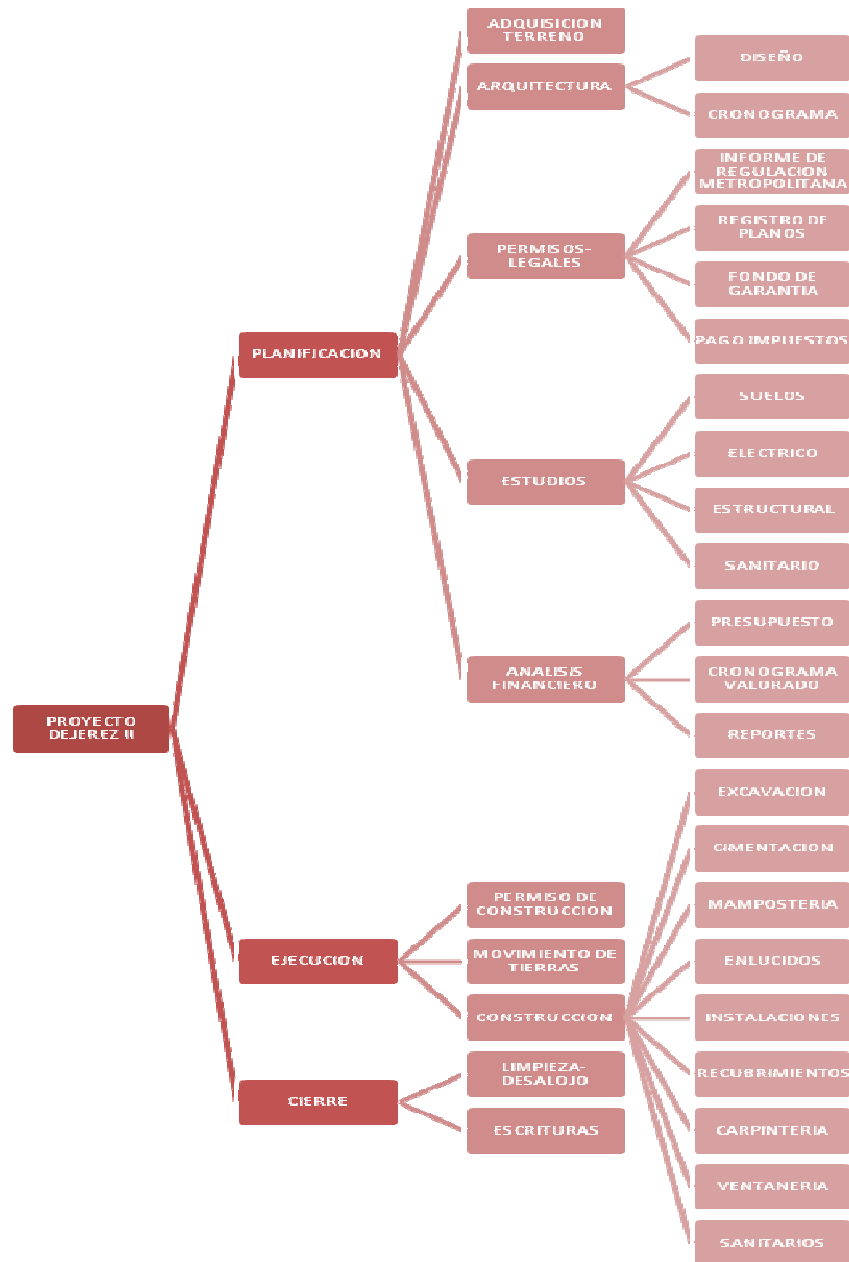 ADQUISICION
TERRENO
ARQUITECTURA
DISEÑO
CRONOGRAMA
INFORME DE
REGULACION
METROPOLITANA
REGISTRO DE
PLANOS
PERMISOS-
LEGALES
FONDO DE
GARANTIA
PAGO IMPUESTOS
PLANIFICACION
SUELOS
ELECTRICO
ESTUDIOS
ESTRUCTURAL
SANITARIO
PRESUPUESTO
ANALISIS
FINANCIERO
CRONOGRAMA
VALORADO
REPORTES
PROYECTO
DEJEREZ II
EXCAVACION
CIMENTACION
PERMISO DE
CONSTRUCCION
MAMPOSTERIA
EJECUCION
MOVIMIENTO DE
TIERRAS
ENLUCIDOS
CONSTRUCCION
INSTALACIONES
LIMPIEZA-
DESALOJO
RECUBRIMIENTOS
CIERRE
ESCRITURAS
CARPINTERIA
VENTANERIA
SANITARIOS